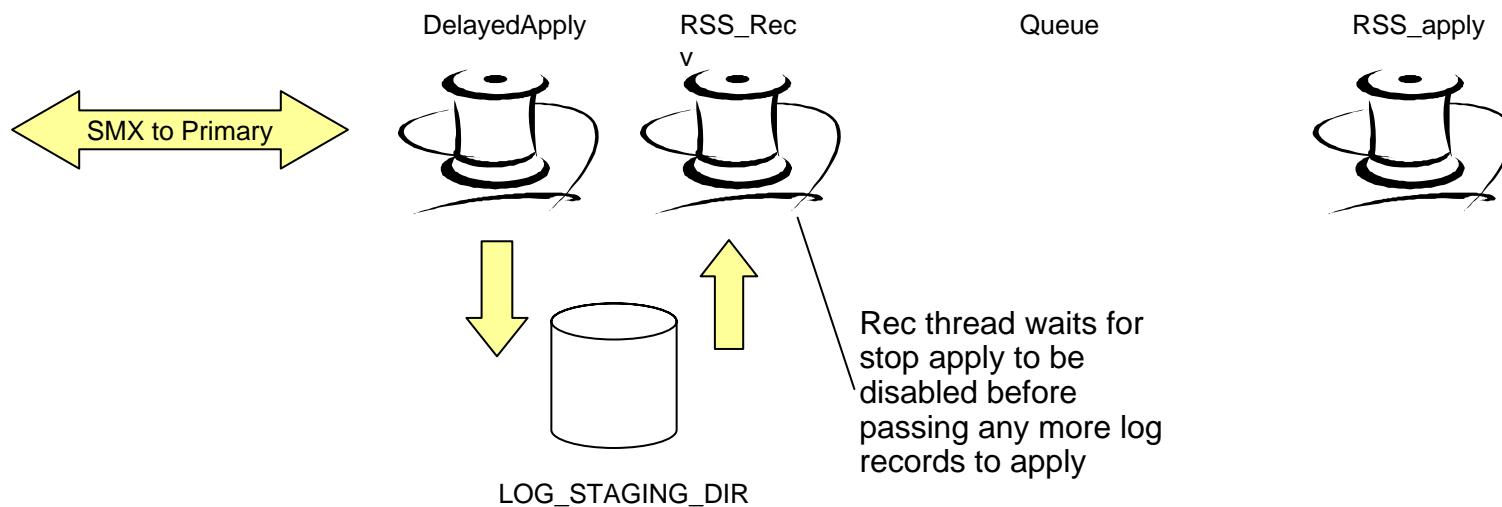 DelayedApply
RSS_Rec
v
Queue
RSS_apply
SMX to Primary
Rec thread waits for
stop apply to be
disabled before
passing any more log
records to apply
LOG_STAGING_DIR